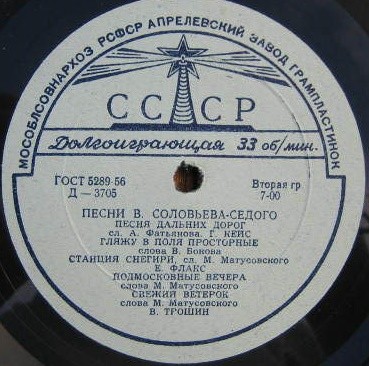 МОСОБЛСОВНАРХОЗ РСФСР АПРЕЛЕВСКИЙ ЗАВОД ГРАМПЛАСТИНОК
СССР
Долгоиграющая 33 об/мин.
ГОСТ 5289-56 Вторая гр
Д — 3705 7-00
ПЕСНИ В. СОЛОВЬЕВА-СЕДОГО
ПЕСНЯ ДАЛЬНИХ ДОРОГ
сл. А. Фатьянова, Г. КЕЙС
ГЛЯЖУ В ПОЛЯ ПРОСТОРНЫЕ
слова В. Бокова
СТАНЦИЯ СНЕГИРИ, сл. М. Матусовского
Е. ФЛАКС
ПОДМОСКОВНЫЕ ВЕЧЕРА
слова М. Матусовского
СВЕЖИЙ ВЕТЕРОК
слова М. Матусовского
В. ТРОШИН